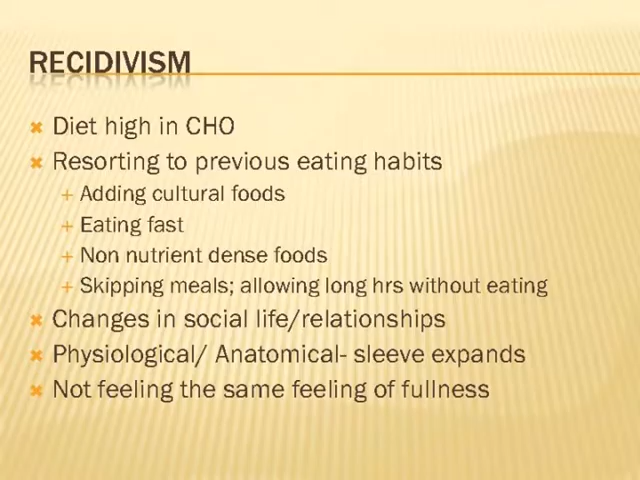 RECIDIVISM
Diet high in CHO
Resorting to previous eating habits
Adding cultural foods
Eating fast
Non nutrient dense foods
Skipping meals; allowing long hrs without eating
Changes in social life/relationships
Physiological/ Anatomical- sleeve expands
Not feeling the same feeling of fullness